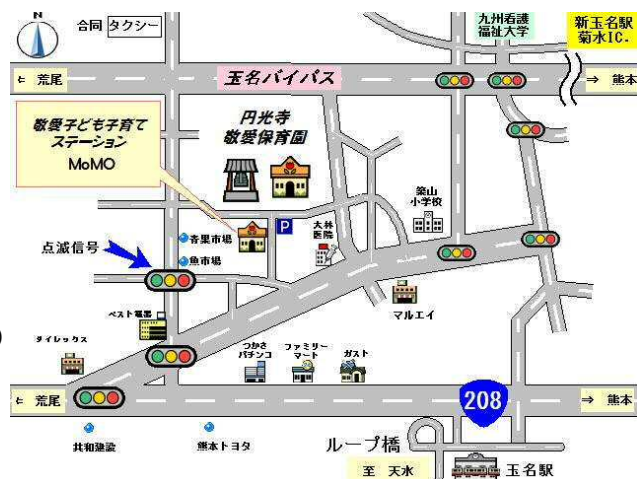 N
合同 タクシー
九州看護
福祉大学
新玉名駅
菊水IC.
⇐ 荒尾
玉名バイパス
⇒ 熊本
敬愛子ども子育て
ステーション
MoMO
円光寺
敬愛保育園
築山
小学校
P
大林
医院
青果市場
点滅信号
魚市場
マルエイ
ベスト電器
ダイレックス
つかさ
パチンコ
ファミリー
マート
ガスト
⇐ 荒尾
208
⇒ 熊本
共和建設
熊本トヨタ
ループ橋
至 天水
玉名駅